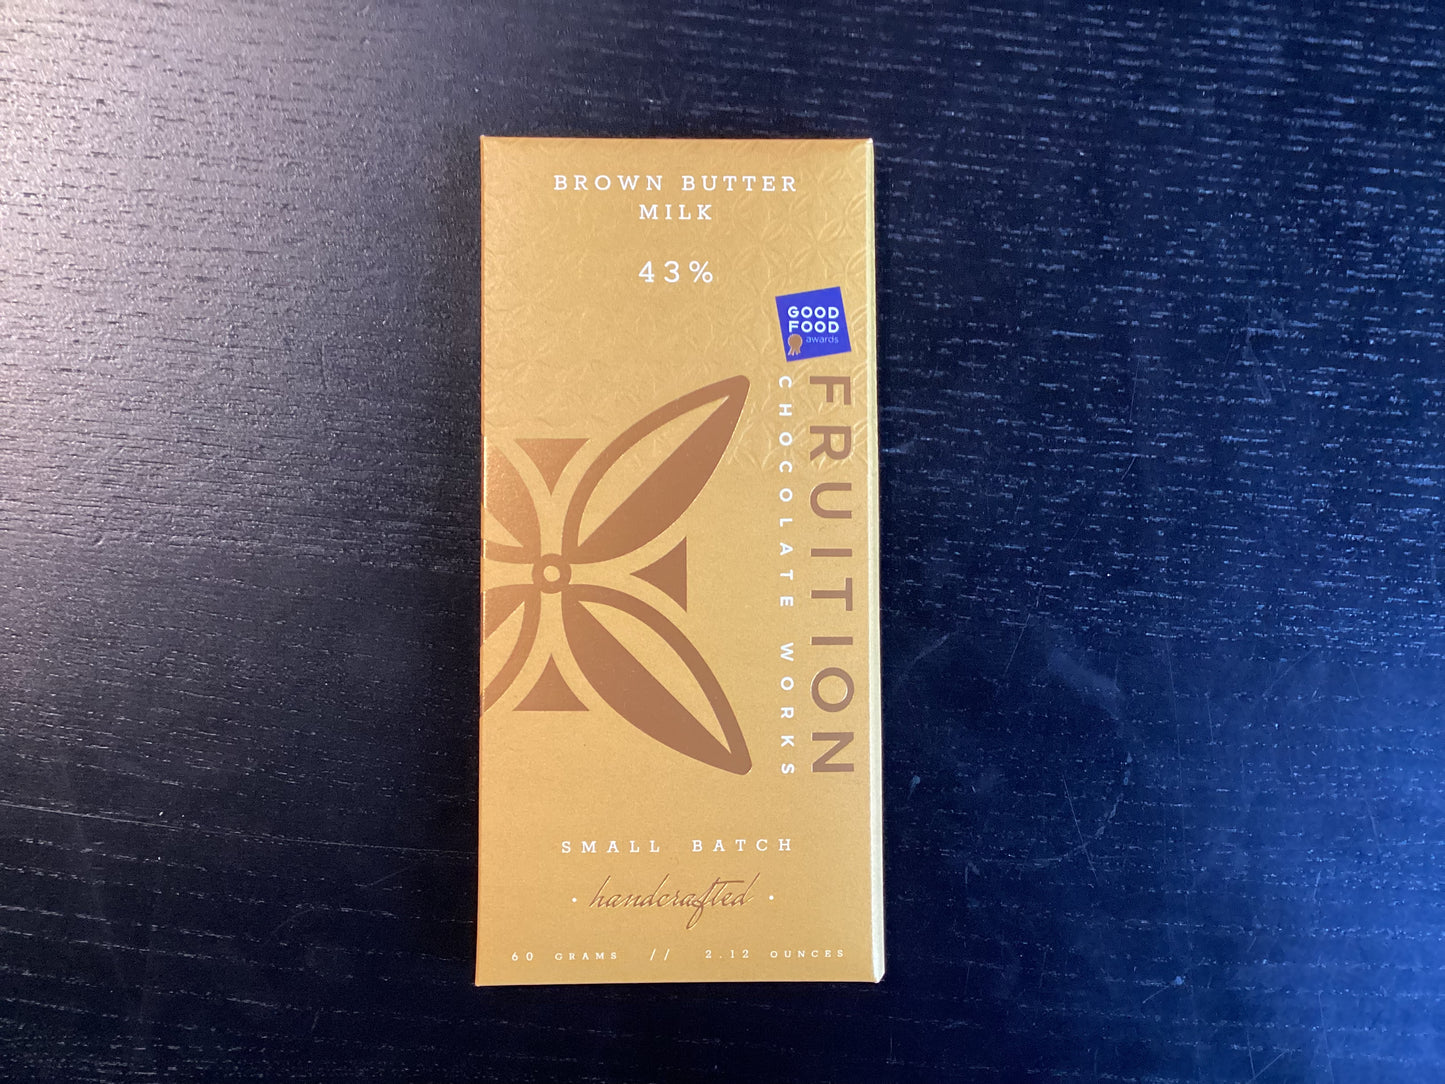 BROWN BUTTER
MILK
43%
GOOD
FOOD
awards
FRUITION
CHOCOLATE WORKS
SMALL BATCH
· handcrafted ·
60 GRAMS // 2.12 OUNCES